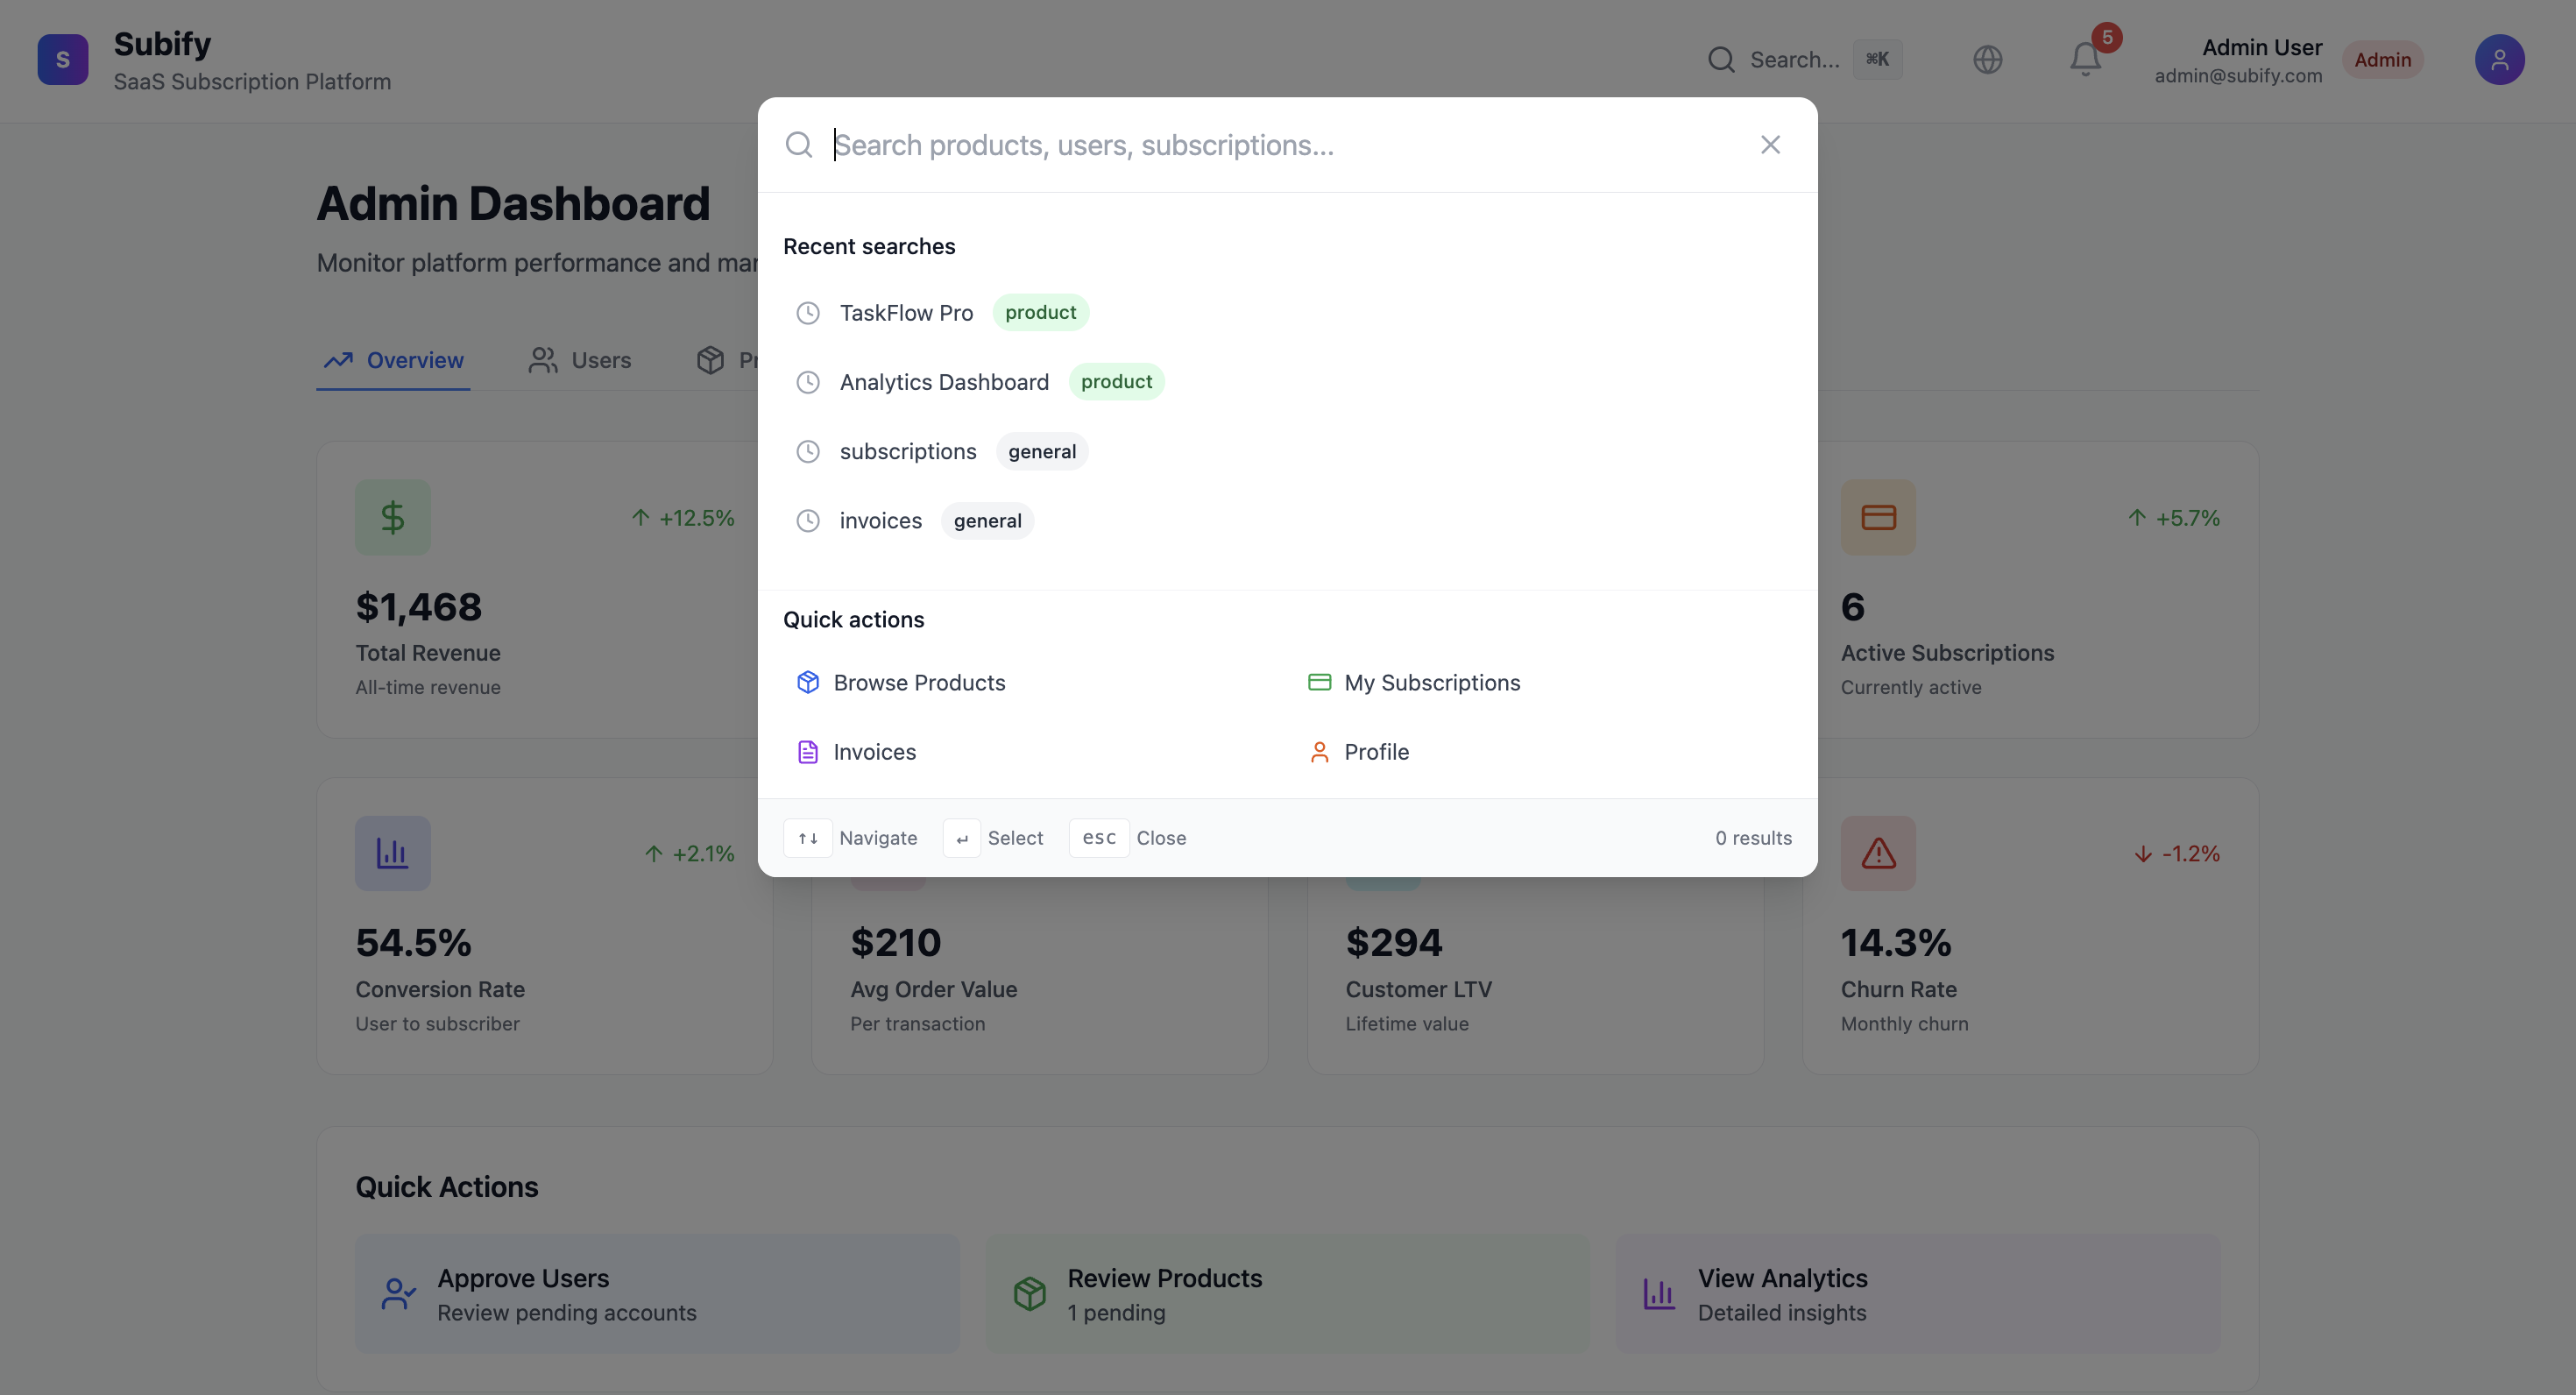 S
Subify
SaaS Subscription Platform
Search...
⌘K
5
Admin User
admin@subify.com
Admin
Search products, users, subscriptions...
Admin Dashboard
Monitor platform performance and
Overview
Users
Recent searches
TaskFlow Pro product
Analytics Dashboard product
subscriptions general
invoices general
Quick actions
Browse Products
My Subscriptions
Invoices
Profile
↑↓ Navigate
↵ Select
esc Close
0 results
+12.5%
$1,468
Total Revenue
All-time revenue
+5.7%
6
Active Subscriptions
Currently active
+2.1%
54.5%
Conversion Rate
User to subscriber
$210
Avg Order Value
Per transaction
$294
Customer LTV
Lifetime value
-1.2%
14.3%
Churn Rate
Monthly churn
Quick Actions
Approve Users
Review pending accounts
Review Products
1 pending
View Analytics
Detailed insights